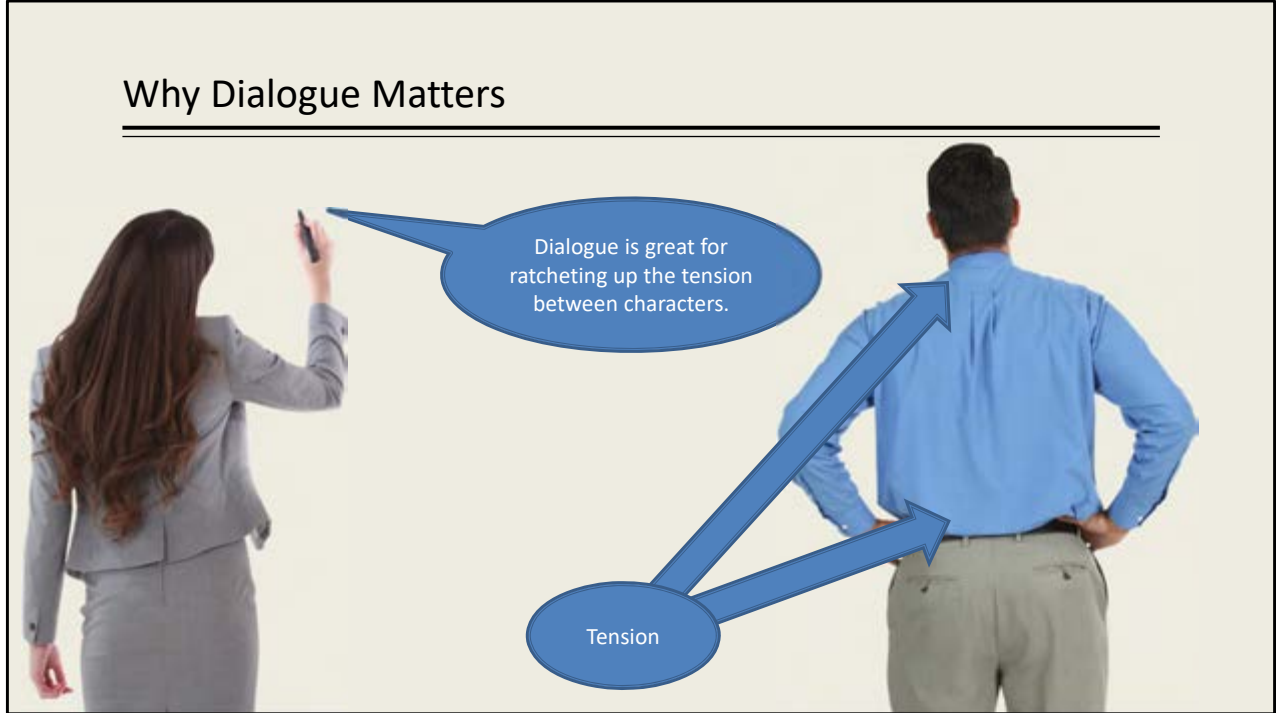 Why Dialogue Matters
Dialogue is great for
ratcheting up the tension
between characters.
Tension